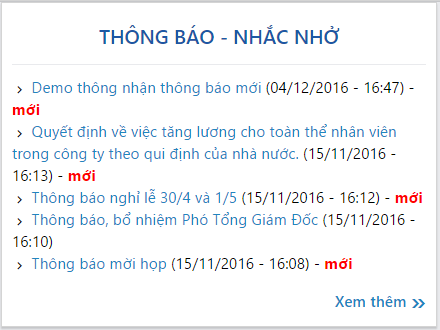 THÔNG BÁO - NHẮC NHỞ
› Demo thông nhận thông báo mới (04/12/2016 - 16:47) -
mới
› Quyết định về việc tăng lương cho toàn thể nhân viên
trong công ty theo qui định của nhà nước. (15/11/2016 -
16:13) - mới
› Thông báo nghỉ lễ 30/4 và 1/5 (15/11/2016 - 16:12) - mới
› Thông báo, bổ nhiệm Phó Tổng Giám Đốc (15/11/2016 -
16:10)
› Thông báo mời họp (15/11/2016 - 16:08) - mới
Xem thêm »